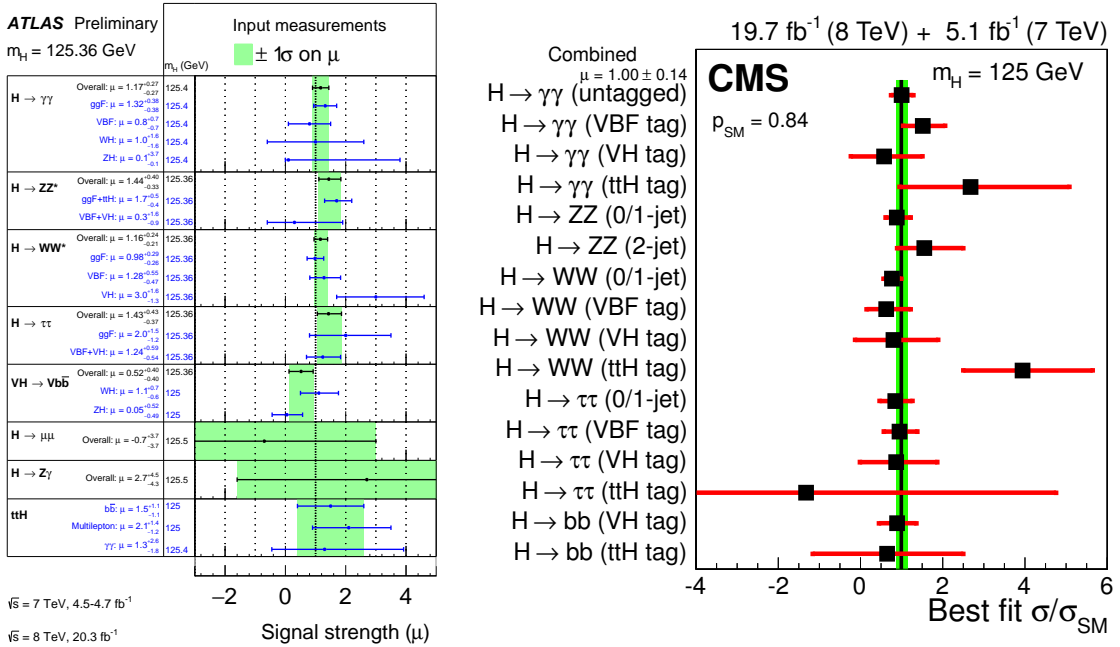 ATLAS Preliminary
m_H = 125.36 GeV
Input measurements
± 1σ on μ
m_H (GeV)
H → γγ
Overall: μ = 1.17 +0.27 -0.27 125.4
ggF: μ = 1.32 +0.38 -0.38 125.4
VBF: μ = 0.8 +0.7 -0.7 125.4
WH: μ = 1.0 +1.6 -1.6 125.4
ZH: μ = 0.1 +3.7 -0.1 125.4
H → ZZ*
Overall: μ = 1.44 +0.40 -0.33 125.36
ggF+ttH: μ = 1.7 +0.5 -0.4 125.36
VBF+VH: μ = 0.3 +1.6 -0.9 125.36
H → WW*
Overall: μ = 1.16 +0.24 -0.21 125.36
ggF: μ = 0.98 +0.29 -0.26 125.36
VBF: μ = 1.28 +0.55 -0.47 125.36
VH: μ = 3.0 +1.6 -1.3 125.36
H → ττ
Overall: μ = 1.43 +0.43 -0.37 125.36
ggF: μ = 2.0 +1.5 -1.2 125.36
VBF+VH: μ = 1.24 +0.59 -0.54 125.36
VH → Vbb̄
Overall: μ = 0.52 +0.40 -0.40 125.36
WH: μ = 1.1 +0.7 -0.6 125
ZH: μ = 0.05 +0.52 -0.49 125
H → μμ
Overall: μ = -0.7 +3.7 -3.7 125.5
H → Zγ
Overall: μ = 2.7 +4.5 -4.3 125.5
ttH
bb̄: μ = 1.5 +1.1 -1.1 125
Multilepton: μ = 2.1 +1.4 -1.2 125
γγ: μ = 1.3 +2.6 -1.8 125.4
−2 0 2 4
√s = 7 TeV, 4.5-4.7 fb⁻¹
√s = 8 TeV, 20.3 fb⁻¹
Signal strength (μ)
19.7 fb⁻¹ (8 TeV) + 5.1 fb⁻¹ (7 TeV)
Combined
μ = 1.00 ± 0.14
CMS
m_H = 125 GeV
p_SM = 0.84
H → γγ (untagged)
H → γγ (VBF tag)
H → γγ (VH tag)
H → γγ (ttH tag)
H → ZZ (0/1-jet)
H → ZZ (2-jet)
H → WW (0/1-jet)
H → WW (VBF tag)
H → WW (VH tag)
H → WW (ttH tag)
H → ττ (0/1-jet)
H → ττ (VBF tag)
H → ττ (VH tag)
H → ττ (ttH tag)
H → bb (VH tag)
H → bb (ttH tag)
-4 -2 0 2 4 6
Best fit σ/σ_SM